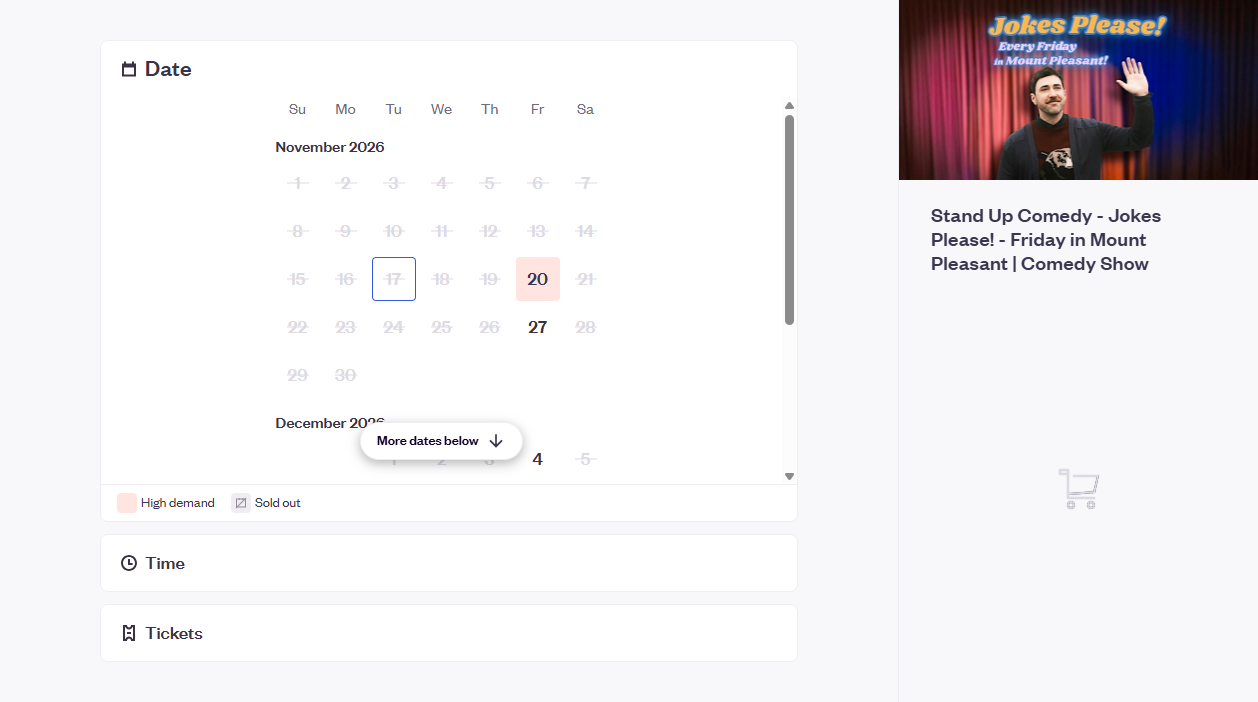 Date
Su Mo Tu We Th Fr Sa
November 2026
1 2 3 4 5 6 7
8 9 10 11 12 13 14
15 16 17 18 19 20 21
22 23 24 25 26 27 28
29 30
December 2026
1 2 3 4 5
More dates below
High demand Sold out
Time
Tickets
Jokes Please!
Every Friday
in Mount Pleasant!
Stand Up Comedy - Jokes
Please! - Friday in Mount
Pleasant | Comedy Show